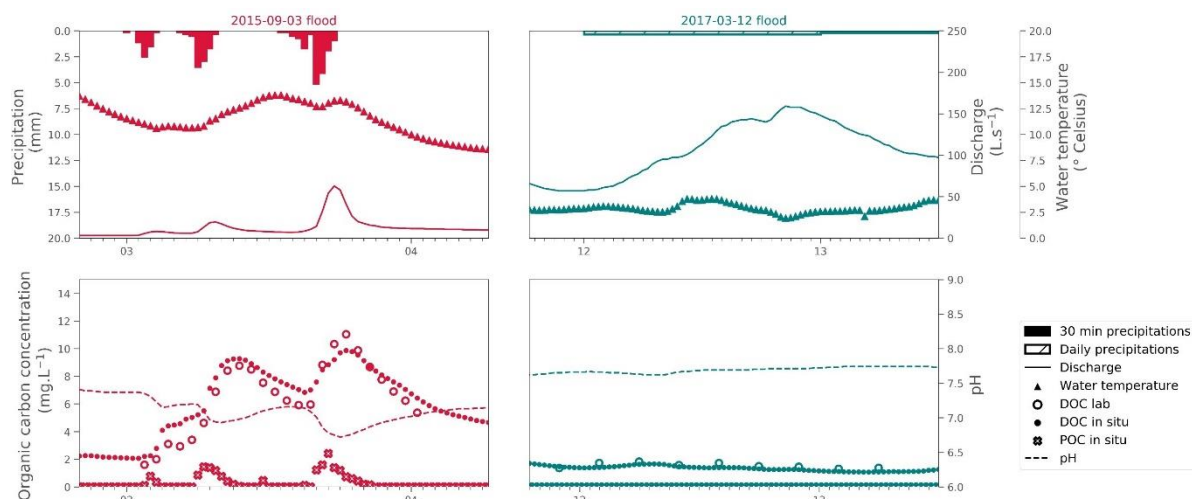 2015-09-03 flood
2017-03-12 flood
0.0
2.5
5.0
7.5
10.0
12.5
15.0
17.5
20.0
Precipitation
(mm)
03
04
12
13
250
200
150
100
50
0
Discharge
(L.s⁻¹)
20.0
17.5
15.0
12.5
10.0
7.5
5.0
2.5
0.0
Water temperature
(° Celsius)
14
12
10
8
6
4
2
0
Organic carbon concentration
(mg.L⁻¹)
03
04
12
13
9.0
8.5
8.0
7.5
7.0
6.5
6.0
pH
30 min precipitations
Daily precipitations
Discharge
Water temperature
DOC lab
DOC in situ
POC in situ
pH